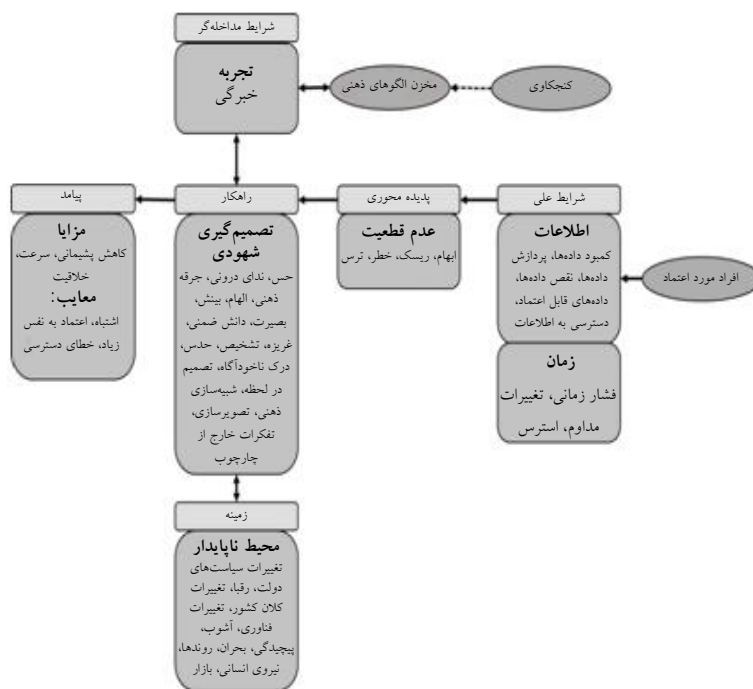 شرایط مداخله‌گر
تجربه
خبرگی
مخزن الگوهای ذهنی
کنجکاوی
شرایط علی
اطلاعات
کمبود داده‌ها، پردازش
داده‌ها، نقص داده‌ها،
داده‌های قابل اعتماد،
دسترسی به اطلاعات
افراد مورد اعتماد
زمان
فشار زمانی، تغییرات
مداوم، استرس
پدیده محوری
عدم قطعیت
ابهام، ریسک، خطر، ترس
راهکار
تصمیم‌گیری
شهودی
حس، ندای درونی، جرقه
ذهنی، الهام، بینش،
بصیرت، دانش ضمنی،
غریزه، تشخیص، حدس،
درک ناخودآگاه، تصمیم
در لحظه، شبیه‌سازی
ذهنی، تصویرسازی،
تفکرات خارج از
چارچوب
پیامد
مزایا
کاهش پشیمانی، سرعت،
خلاقیت
معایب:
اشتباه، اعتماد به نفس
زیاد، خطای دسترسی
زمینه
محیط ناپایدار
تغییرات سیاست‌های
دولت، رقبا، تغییرات
کلان کشور، تغییرات
فناوری، آشوب،
پیچیدگی، بحران، روندها،
نیروی انسانی، بازار